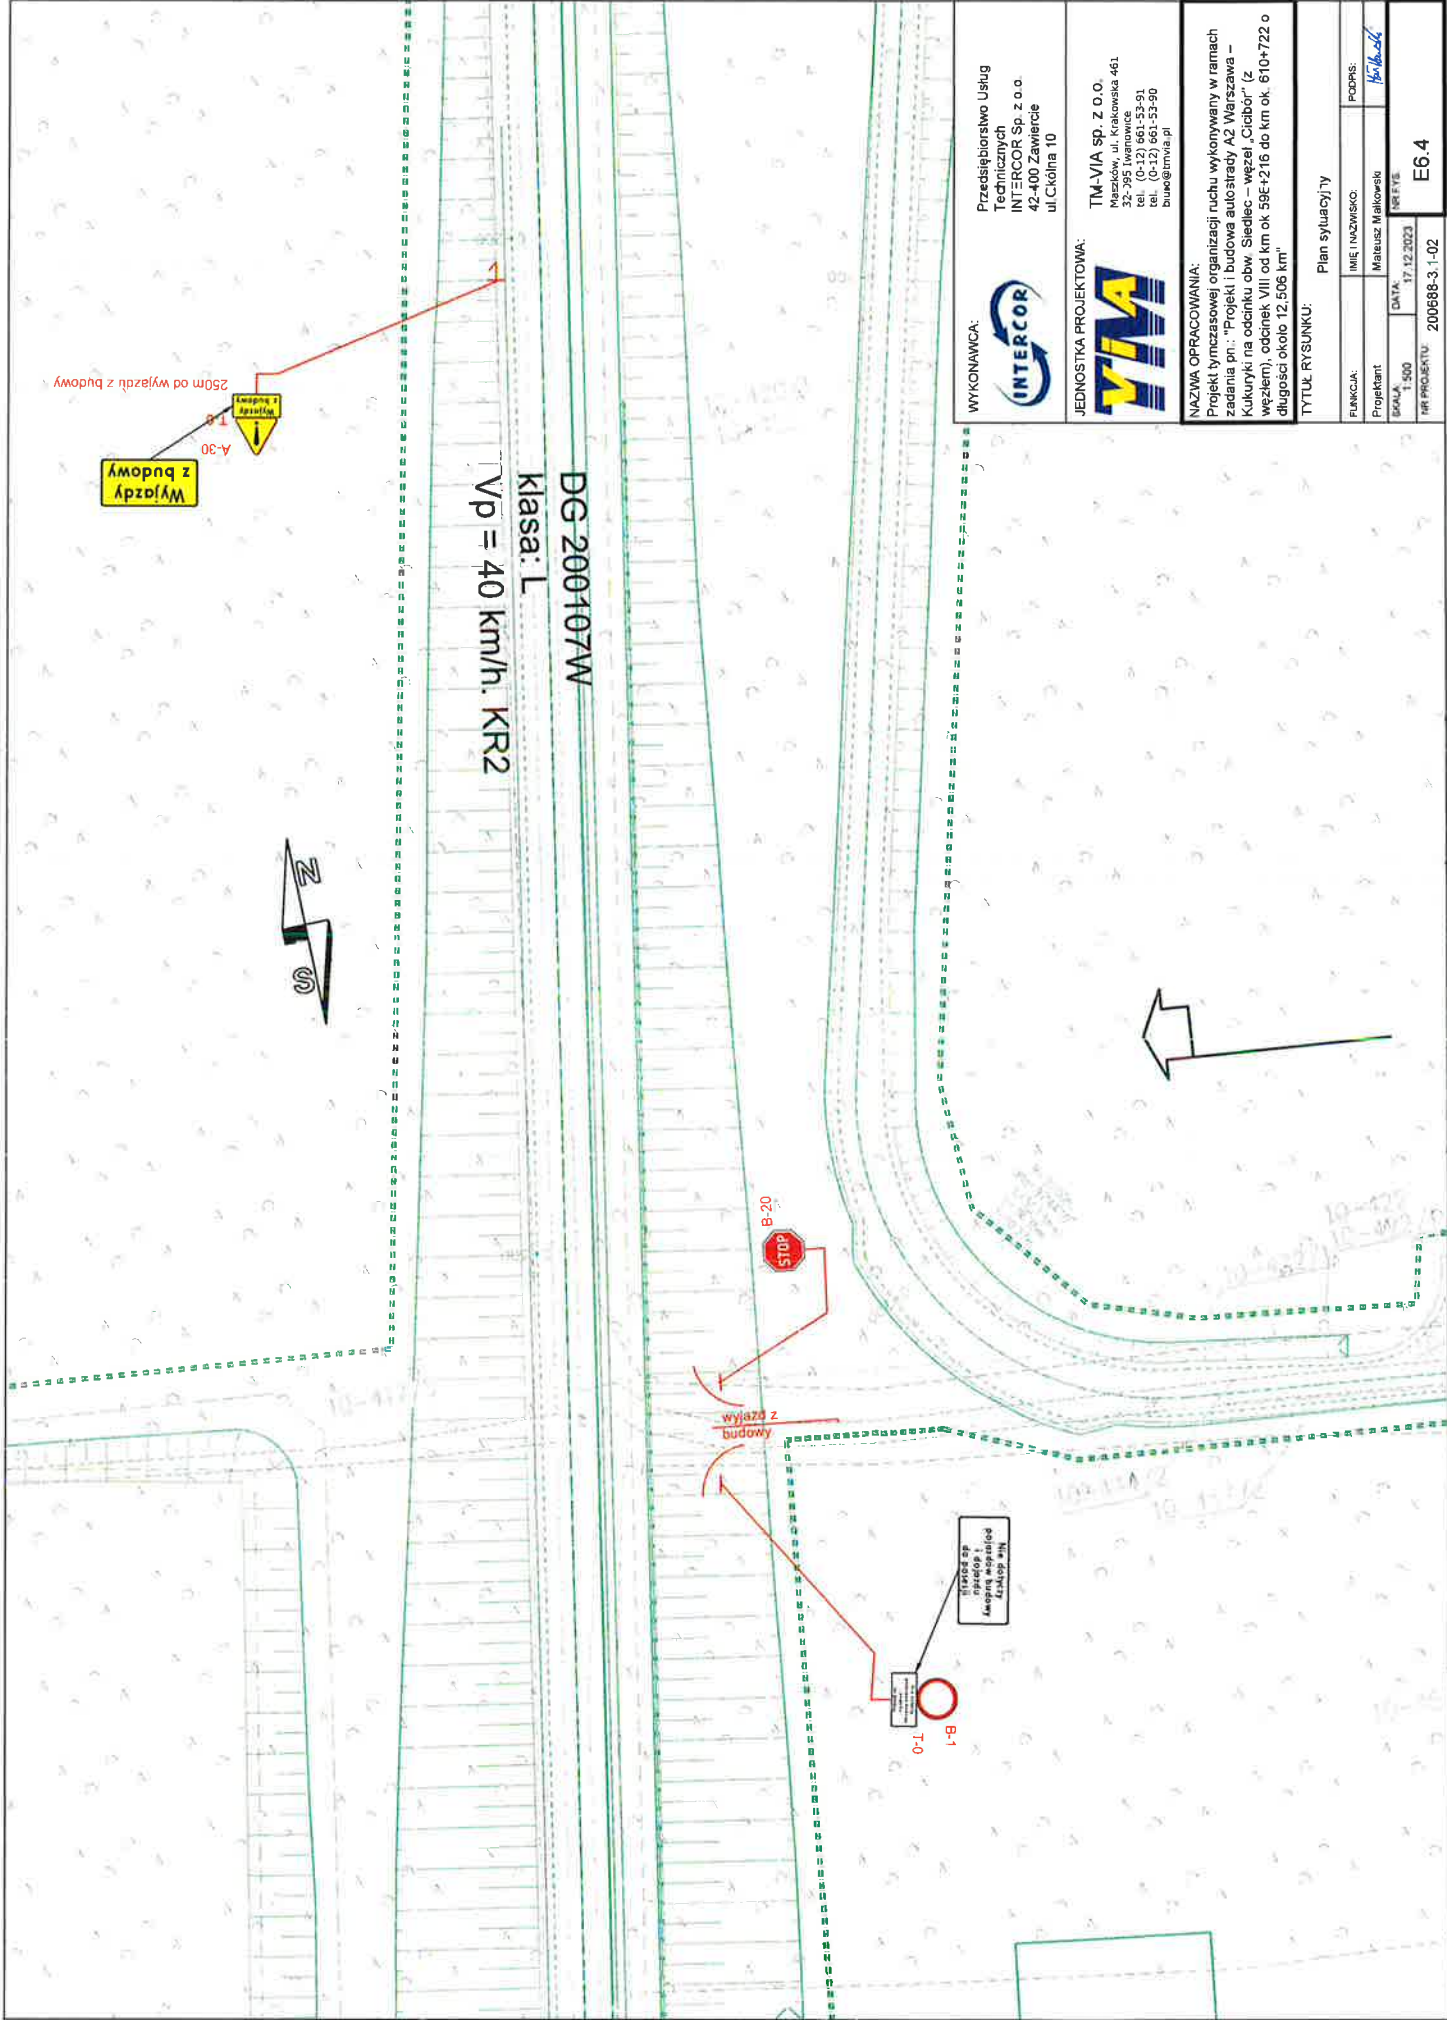 WYKONAWCA:
INTERCOR
Przedsiębiorstwo Usług
Technicznych
INTERCOR Sp. z o.o.
42-400 Zawiercie
ul.Okólna 10
JEDNOSTKA PROJEKTOWA:
TM-VIA sp. z o.o.
Maszków, ul. Krakowska 461
32-095 Iwanowice
tel. (0-12) 661-53-91
tel. (0-12) 661-53-90
biuro@tmvia.pl
NAZWA OPRACOWANIA:
Projekt tymczasowej organizacji ruchu wykonywany w ramach
zadania pn.: "Projekt i budowa autostrady A2 Warszawa –
Kukuryki na odcinku obw. Siedlec – węzeł „Cicibór" (z
węzłem), odcinek VIII od km ok 598+216 do km ok. 610+722 o
długości około 12,506 km"
TYTUŁ RYSUNKU:
Plan sytuacyjny
FUNKCJA: IMIĘ I NAZWISKO: PODPIS:
Projektant Mateusz Małkowski
SKALA: 1:500 DATA: 17.12.2023 NR RYS.
E6.4
NR PROJEKTU: 200688-3.1-02
250m od wyjazdu z budowy
Wyjazdy
z budowy
T-0
A-30
Wyjazdy
z budowy
DG 200107W
klasa: L
Vp = 40 km/h. KR2
N
S
B-20
STOP
wyjazd z
budowy
Nie dotyczy
pojazdów budowy
i dojazdu
do posesji
B-1
T-0